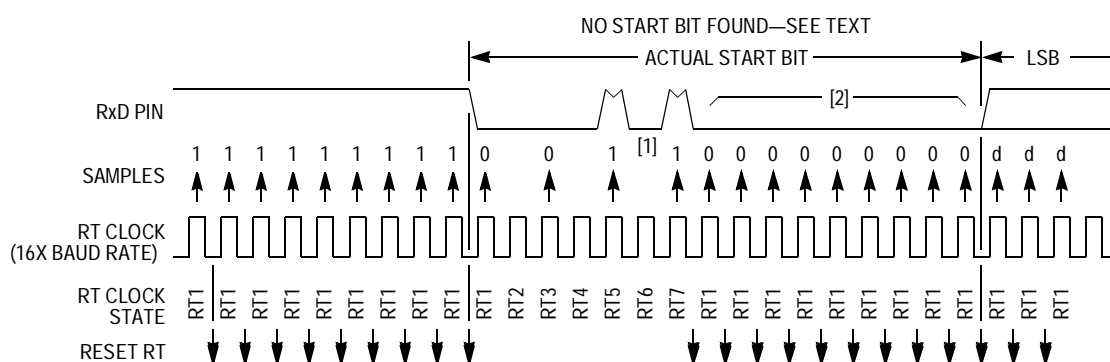 NO START BIT FOUND—SEE TEXT
ACTUAL START BIT LSB
RxD PIN [2]
[1]
SAMPLES 1 1 1 1 1 1 1 1 1 0 0 1 1 0 0 0 0 0 0 0 0 0 d d d
RT CLOCK
(16X BAUD RATE)
RT CLOCK
STATE RT1 RT1 RT1 RT1 RT1 RT1 RT1 RT1 RT1 RT1 RT2 RT3 RT4 RT5 RT6 RT7 RT1 RT1 RT1 RT1 RT1 RT1 RT1 RT1 RT1 RT1 RT1 RT1
RESET RT